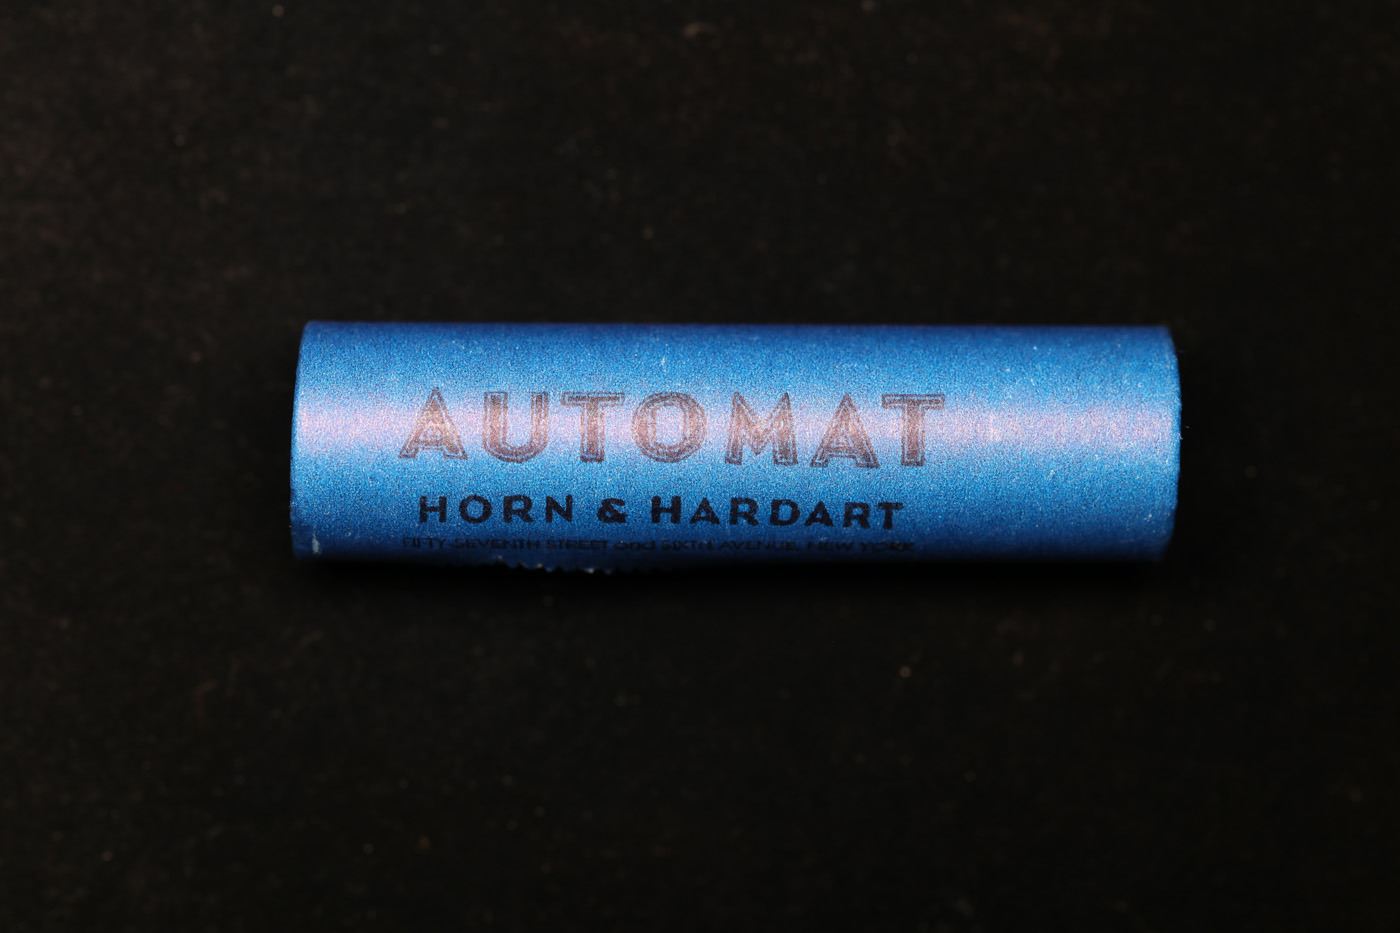 AUTOMAT
HORN & HARDART
FIFTY-SEVENTH STREET and SIXTH AVENUE, NEW YORK